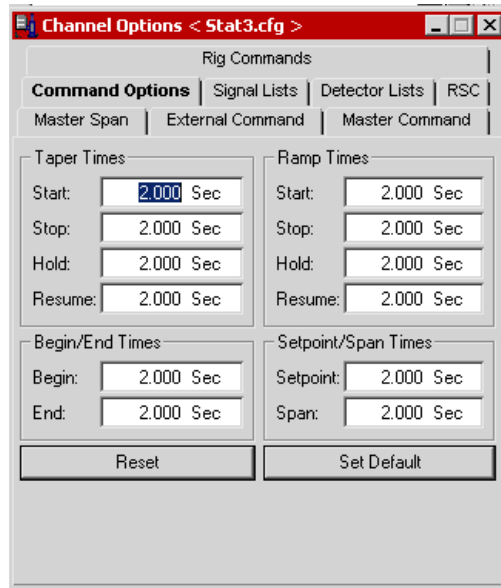 Channel Options < Stat3.cfg >
Rig Commands
Command Options Signal Lists Detector Lists RSC
Master Span External Command Master Command
Taper Times
Start: 2.000 Sec
Stop: 2.000 Sec
Hold: 2.000 Sec
Resume: 2.000 Sec
Ramp Times
Start: 2.000 Sec
Stop: 2.000 Sec
Hold: 2.000 Sec
Resume: 2.000 Sec
Begin/End Times
Begin: 2.000 Sec
End: 2.000 Sec
Setpoint/Span Times
Setpoint: 2.000 Sec
Span: 2.000 Sec
Reset
Set Default